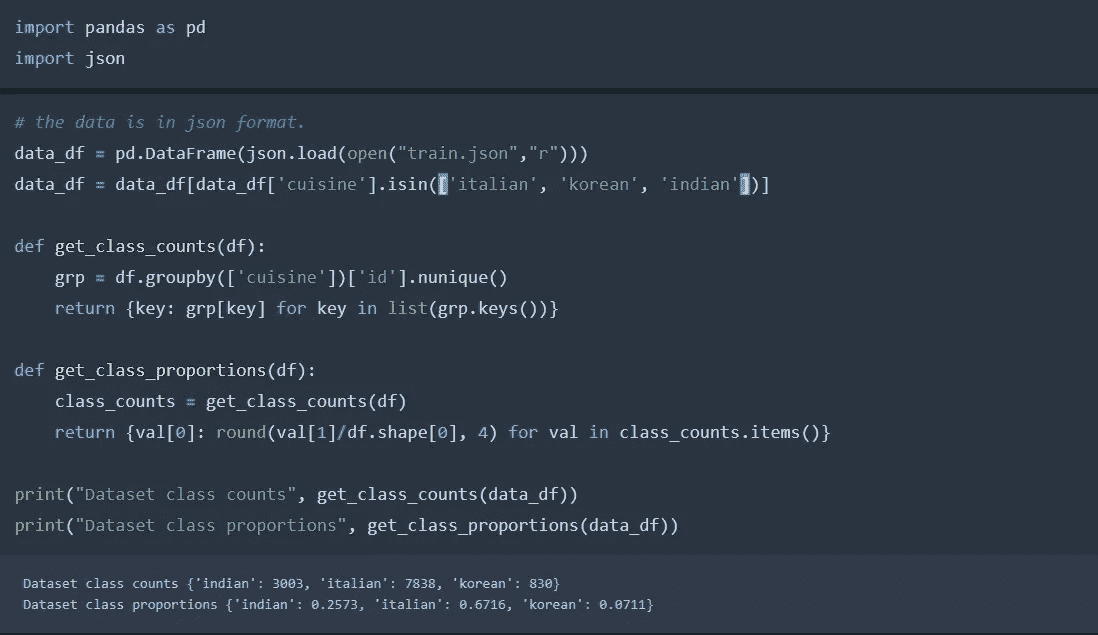 import pandas as pd
import json
# the data is in json format.
data_df = pd.DataFrame(json.load(open("train.json","r")))
data_df = data_df[data_df['cuisine'].isin(['italian', 'korean', 'indian'])]
def get_class_counts(df):
    grp = df.groupby(['cuisine'])['id'].nunique()
    return {key: grp[key] for key in list(grp.keys())}
def get_class_proportions(df):
    class_counts = get_class_counts(df)
    return {val[0]: round(val[1]/df.shape[0], 4) for val in class_counts.items()}
print("Dataset class counts", get_class_counts(data_df))
print("Dataset class proportions", get_class_proportions(data_df))
Dataset class counts {'indian': 3003, 'italian': 7838, 'korean': 830}
Dataset class proportions {'indian': 0.2573, 'italian': 0.6716, 'korean': 0.0711}